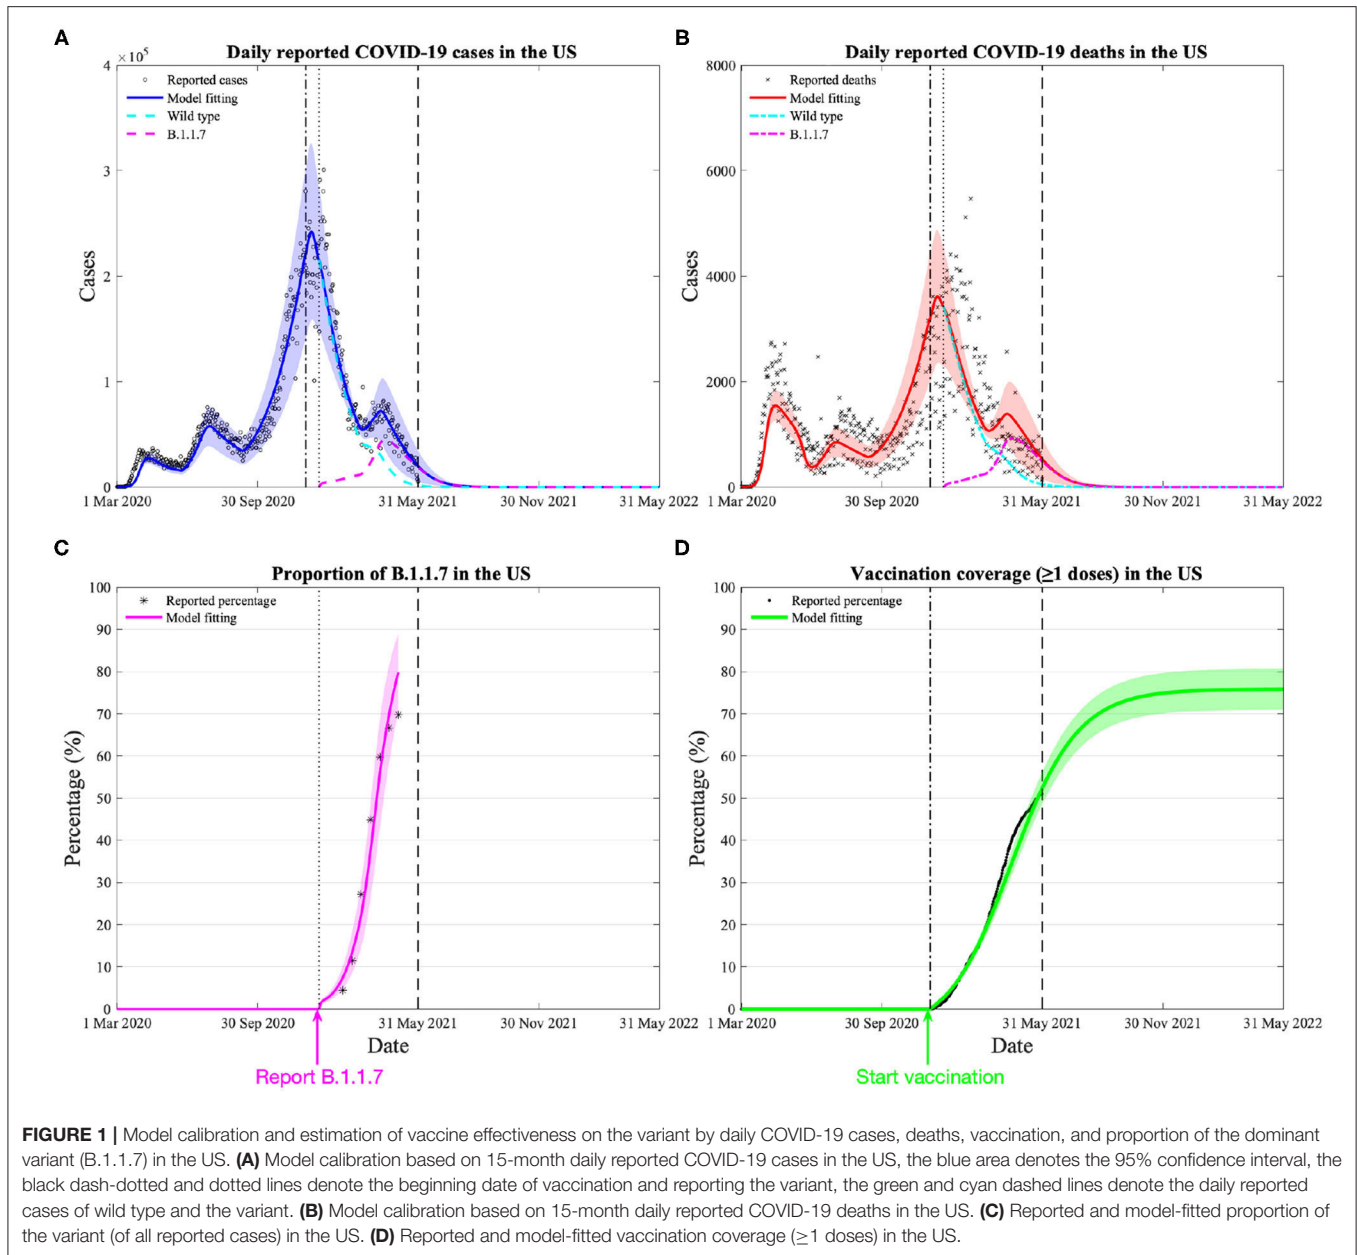 A
Daily reported COVID-19 cases in the US
×10⁵
4
3
2
1
0
Cases
Reported cases
Model fitting
Wild type
B.1.1.7
1 Mar 2020
30 Sep 2020
31 May 2021
30 Nov 2021
31 May 2022
B
Daily reported COVID-19 deaths in the US
8000
6000
4000
2000
0
Cases
Reported deaths
Model fitting
Wild type
B.1.1.7
1 Mar 2020
30 Sep 2020
31 May 2021
30 Nov 2021
31 May 2022
C
Proportion of B.1.1.7 in the US
100
90
80
70
60
50
40
30
20
10
0
Percentage (%)
Reported percentage
Model fitting
1 Mar 2020
30 Sep 2020
31 May 2021
30 Nov 2021
31 May 2022
Date
Report B.1.1.7
D
Vaccination coverage (≥1 doses) in the US
100
90
80
70
60
50
40
30
20
10
0
Percentage (%)
Reported percentage
Model fitting
1 Mar 2020
30 Sep 2020
31 May 2021
30 Nov 2021
31 May 2022
Date
Start vaccination
FIGURE 1 | Model calibration and estimation of vaccine effectiveness on the variant by daily COVID-19 cases, deaths, vaccination, and proportion of the dominant
variant (B.1.1.7) in the US. (A) Model calibration based on 15-month daily reported COVID-19 cases in the US, the blue area denotes the 95% confidence interval, the
black dash-dotted and dotted lines denote the beginning date of vaccination and reporting the variant, the green and cyan dashed lines denote the daily reported
cases of wild type and the variant. (B) Model calibration based on 15-month daily reported COVID-19 deaths in the US. (C) Reported and model-fitted proportion of
the variant (of all reported cases) in the US. (D) Reported and model-fitted vaccination coverage (≥1 doses) in the US.